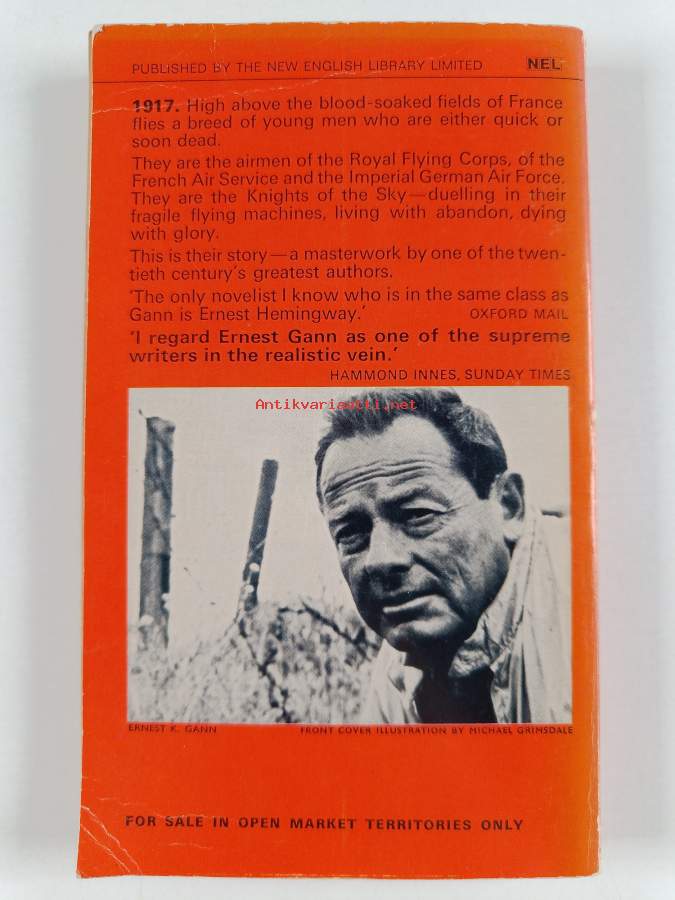 PUBLISHED BY THE NEW ENGLISH LIBRARY LIMITED NEL
1917. High above the blood-soaked fields of France
flies a breed of young men who are either quick or
soon dead.
They are the airmen of the Royal Flying Corps, of the
French Air Service and the Imperial German Air Force.
They are the Knights of the Sky—duelling in their
fragile flying machines, living with abandon, dying
with glory.
This is their story—a masterwork by one of the twen-
tieth century's greatest authors.
'The only novelist I know who is in the same class as
Gann is Ernest Hemingway.' OXFORD MAIL
'I regard Ernest Gann as one of the supreme
writers in the realistic vein.'
HAMMOND INNES, SUNDAY TIMES
Antikvariaatti.net
ERNEST K. GANN FRONT COVER ILLUSTRATION BY MICHAEL GRIMSDALE
FOR SALE IN OPEN MARKET TERRITORIES ONLY